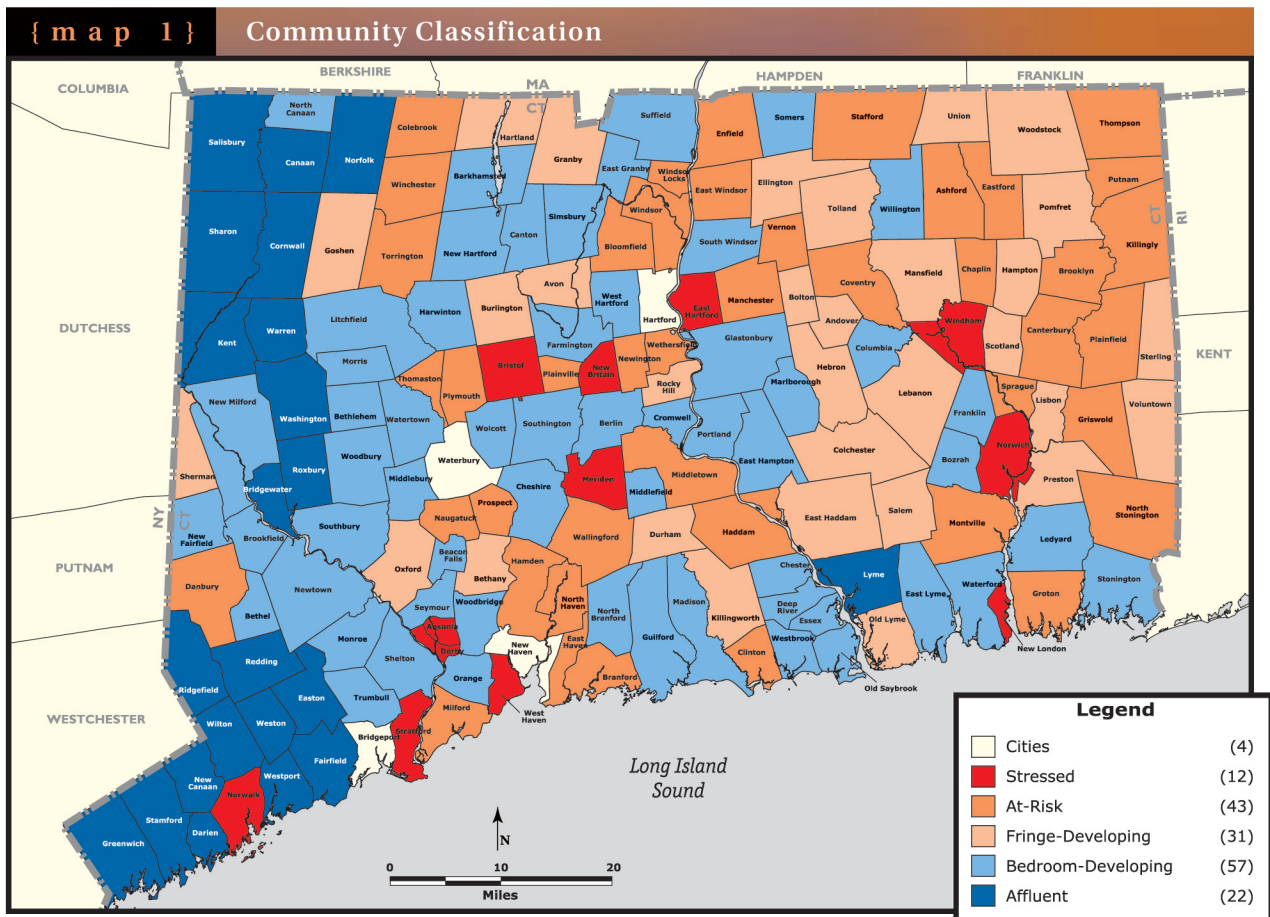 { map 1 } Community Classification
COLUMBIA
BERKSHIRE
MA
CT
HAMPDEN
FRANKLIN
North
Canaan
Suffield
Salisbury
Canaan
Norfolk
Colebrook
Hartland
Granby
Enfield
Somers
Stafford
Union
Woodstock
Thompson
Winchester
Barkhamsted
East Granby
Windsor
Locks
East Windsor
Ellington
Tolland
Willington
Ashford
Eastford
Putnam
Pomfret
Sharon
Cornwall
Goshen
Torrington
New Hartford
Canton
Simsbury
Windsor
Bloomfield
South Windsor
Vernon
CT
RI
Killingly
Mansfield
Chaplin
Hampton
Brooklyn
Avon
Burlington
West
Hartford
Hartford
East
Hartford
Manchester
Bolton
Coventry
DUTCHESS
Kent
Warren
Litchfield
Harwinton
Farmington
Wethersfield
Glastonbury
Andover
Columbia
Windham
Scotland
Canterbury
Plainfield
Sterling
KENT
Morris
Thomaston
Plymouth
Bristol
Plainville
New
Britain
Newington
Rocky
Hill
Marlborough
Hebron
Lebanon
Franklin
Sprague
Lisbon
Griswold
Voluntown
New Milford
Washington
Bethlehem
Watertown
Wolcott
Southington
Berlin
Cromwell
Portland
East Hampton
Colchester
Bozrah
Norwich
Preston
Sherman
Roxbury
Woodbury
Waterbury
Middlebury
Cheshire
Meriden
Middletown
Middlefield
Bridgewater
NY
CT
New
Fairfield
Brookfield
Southbury
Naugatuck
Prospect
Wallingford
Durham
Haddam
East Haddam
Salem
Montville
North
Stonington
PUTNAM
Danbury
Bethel
Newtown
Oxford
Beacon
Falls
Bethany
Hamden
Ledyard
Stonington
Chester
Lyme
East Lyme
Waterford
Groton
Seymour
Woodbridge
North
Haven
North
Branford
Guilford
Madison
Killingworth
Deep
River
Essex
Westbrook
Old Lyme
Monroe
Ansonia
Derby
New
Haven
East
Haven
Branford
Clinton
New London
Old Saybrook
Redding
Ridgefield
Shelton
Orange
West
Haven
Easton
Trumbull
Milford
WESTCHESTER
Wilton
Weston
Stratford
Bridgeport
Fairfield
Westport
New
Canaan
Norwalk
Stamford
Darien
Greenwich
Long Island
Sound
N
0 10 20
Miles
Legend
Cities (4)
Stressed (12)
At-Risk (43)
Fringe-Developing (31)
Bedroom-Developing (57)
Affluent (22)